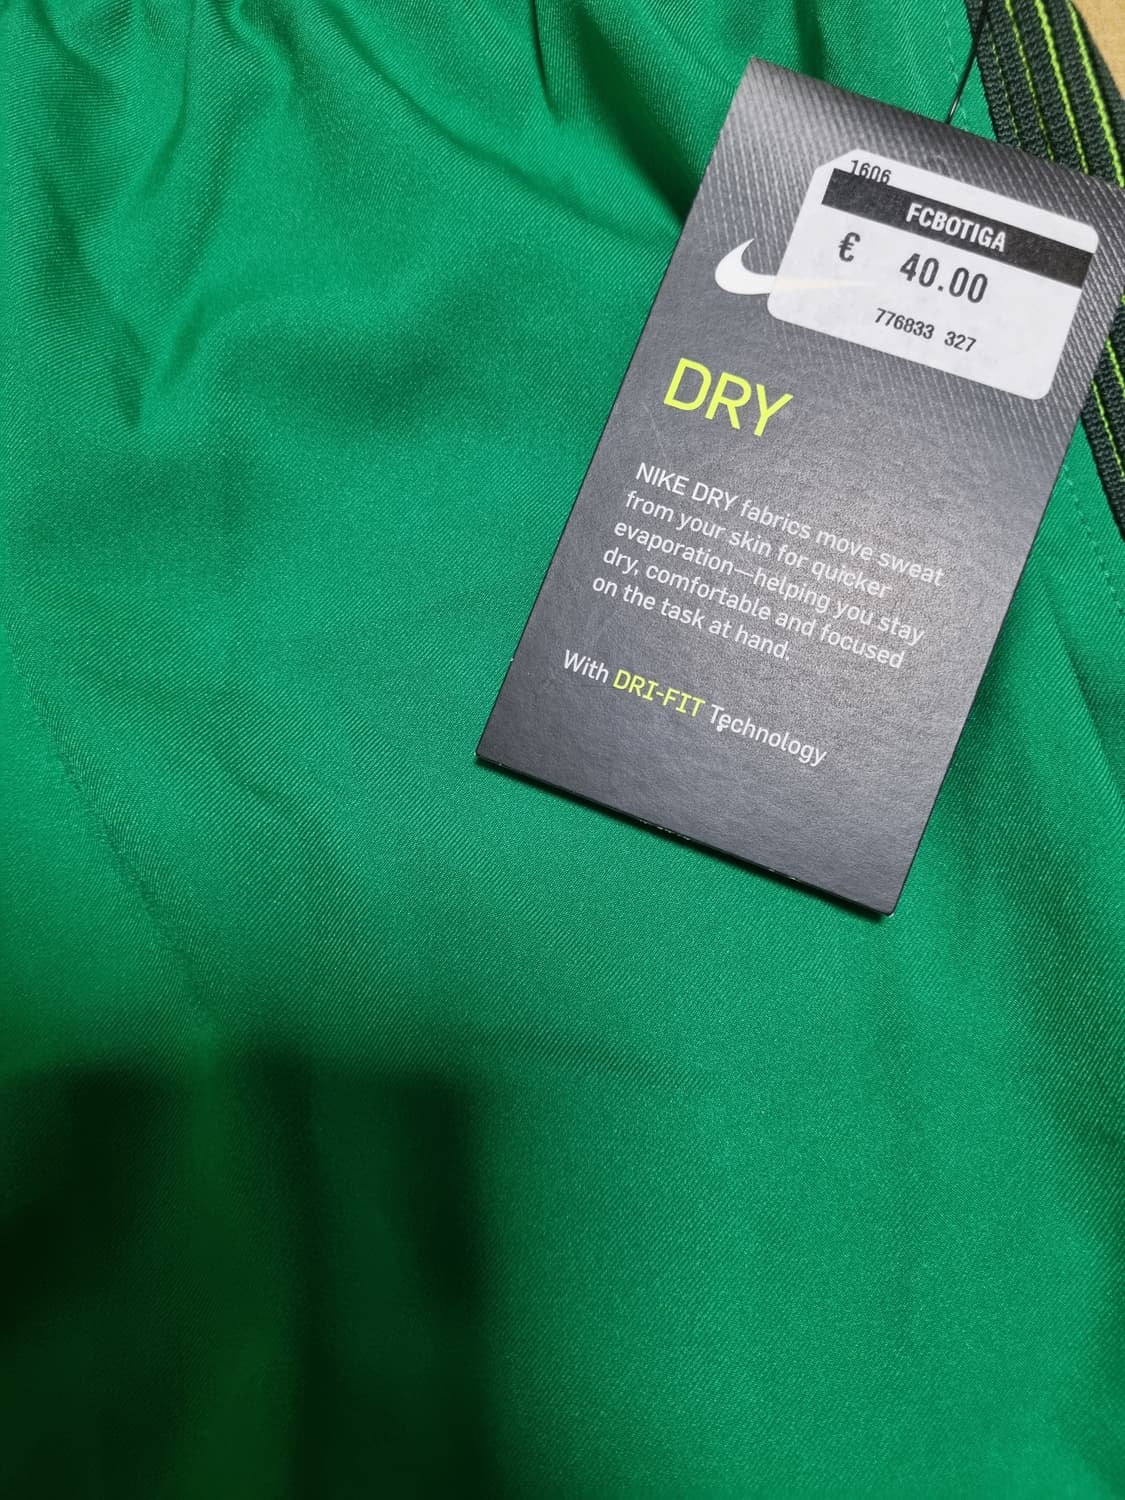 1606
FCBOTIGA
€ 40.00
776833 327
DRY
NIKE DRY fabrics move sweat
from your skin for quicker
evaporation—helping you stay
dry, comfortable and focused
on the task at hand.
With DRI-FIT Technology